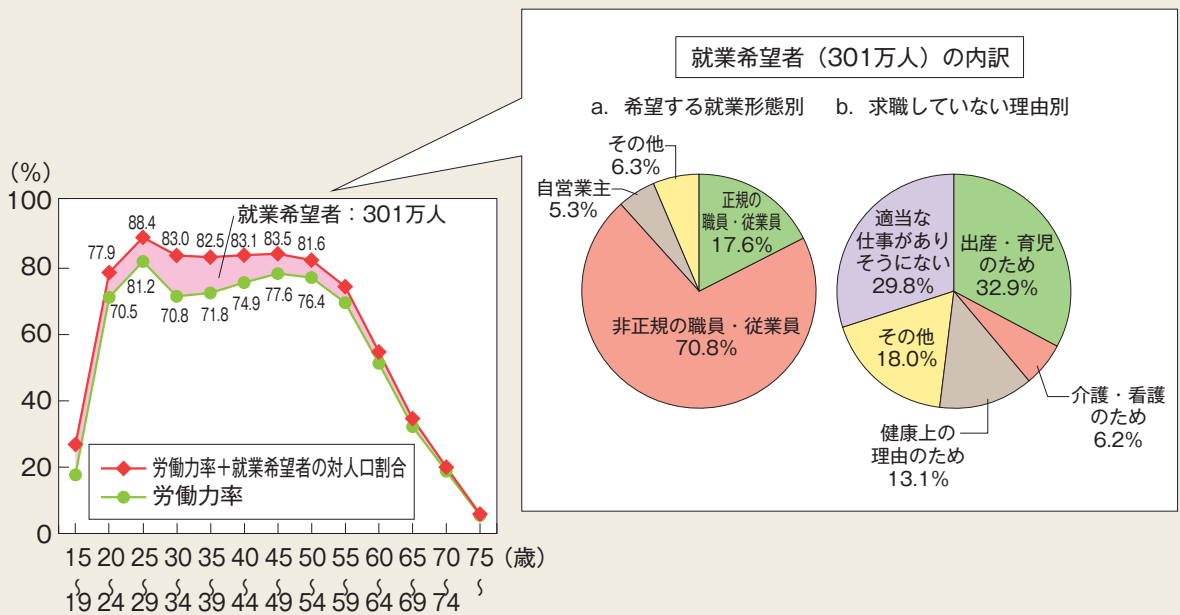 就業希望者（301万人）の内訳
a. 希望する就業形態別
b. 求職していない理由別
その他
6.3%
自営業主
5.3%
正規の
職員・従業員
17.6%
非正規の職員・従業員
70.8%
適当な
仕事があり
そうにない
29.8%
出産・育児
のため
32.9%
その他
18.0%
介護・看護
のため
6.2%
健康上の
理由のため
13.1%
（%）
100
80
60
40
20
0
就業希望者：301万人
77.9
88.4
83.0
82.5
83.1
83.5
81.6
70.5
81.2
70.8
71.8
74.9
77.6
76.4
労働力率＋就業希望者の対人口割合
労働力率
15〜19
20〜24
25〜29
30〜34
35〜39
40〜44
45〜49
50〜54
55〜59
60〜64
65〜69
70〜74
75〜
（歳）